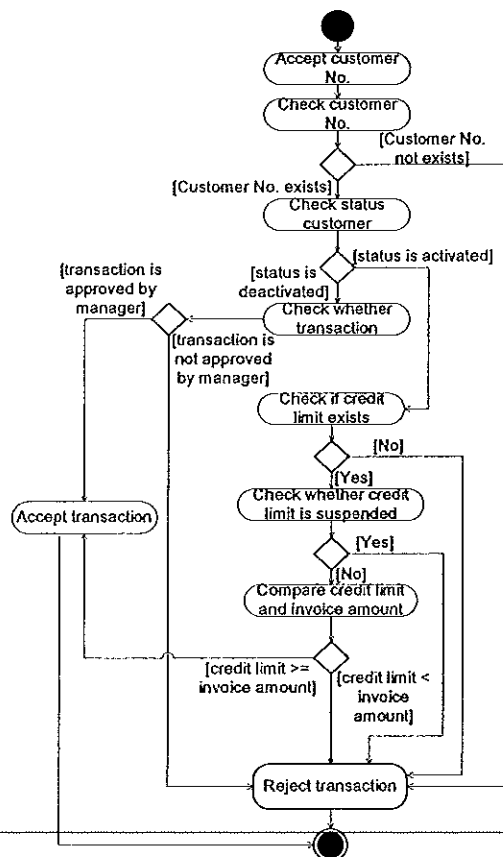 Accept customer
No.
Check customer
No.
[Customer No.
not exists]
[Customer No. exists]
Check status
customer
[status is activated]
[transaction is
approved by
manager]
[status is
deactivated]
Check whether
transaction
[transaction is
not approved
by manager]
Check if credit
limit exists
[No]
[Yes]
Check whether credit
limit is suspended
Accept transaction
[Yes]
[No]
Compare credit limit
and invoice amount
[credit limit >=
invoice amount]
[credit limit <
invoice
amount]
Reject transaction